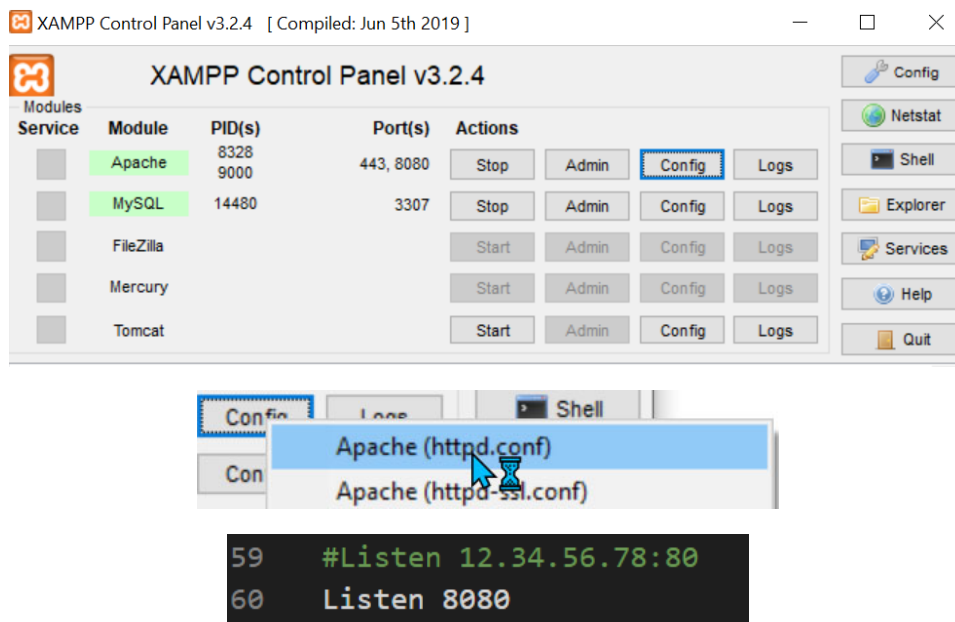 XAMPP Control Panel v3.2.4 [ Compiled: Jun 5th 2019 ]
XAMPP Control Panel v3.2.4
Config
Modules
Service Module PID(s) Port(s) Actions
Netstat
Apache 8328 9000 443, 8080 Stop Admin Config Logs
Shell
MySQL 14480 3307 Stop Admin Config Logs
Explorer
FileZilla Start Admin Config Logs
Services
Mercury Start Admin Config Logs
Help
Tomcat Start Admin Config Logs
Quit
Config Logs Shell
Apache (httpd.conf)
Con
Apache (httpd-ssl.conf)
59 #Listen 12.34.56.78:80
60 Listen 8080